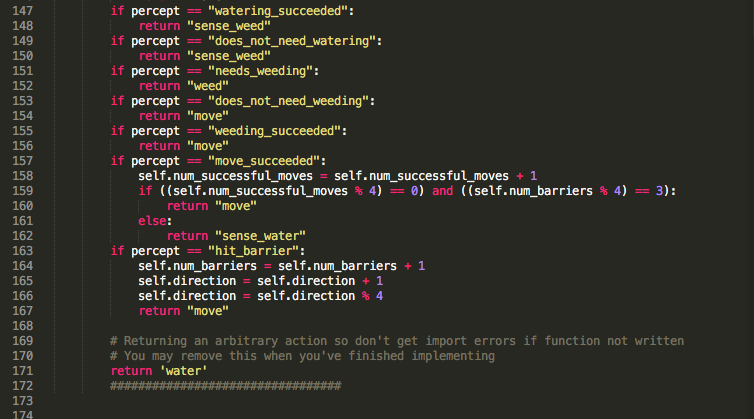 147 if percept == "watering_succeeded":
148 return "sense_weed"
149 if percept == "does_not_need_watering":
150 return "sense_weed"
151 if percept == "needs_weeding":
152 return "weed"
153 if percept == "does_not_need_weeding":
154 return "move"
155 if percept == "weeding_succeeded":
156 return "move"
157 if percept == "move_succeeded":
158 self.num_successful_moves = self.num_successful_moves + 1
159 if ((self.num_successful_moves % 4) == 0) and ((self.num_barriers % 4) == 3):
160 return "move"
161 else:
162 return "sense_water"
163 if percept == "hit_barrier":
164 self.num_barriers = self.num_barriers + 1
165 self.direction = self.direction + 1
166 self.direction = self.direction % 4
167 return "move"
168
169 # Returning an arbitrary action so don't get import errors if function not written
170 # You may remove this when you've finished implementing
171 return 'water'
172 #################################
173
174